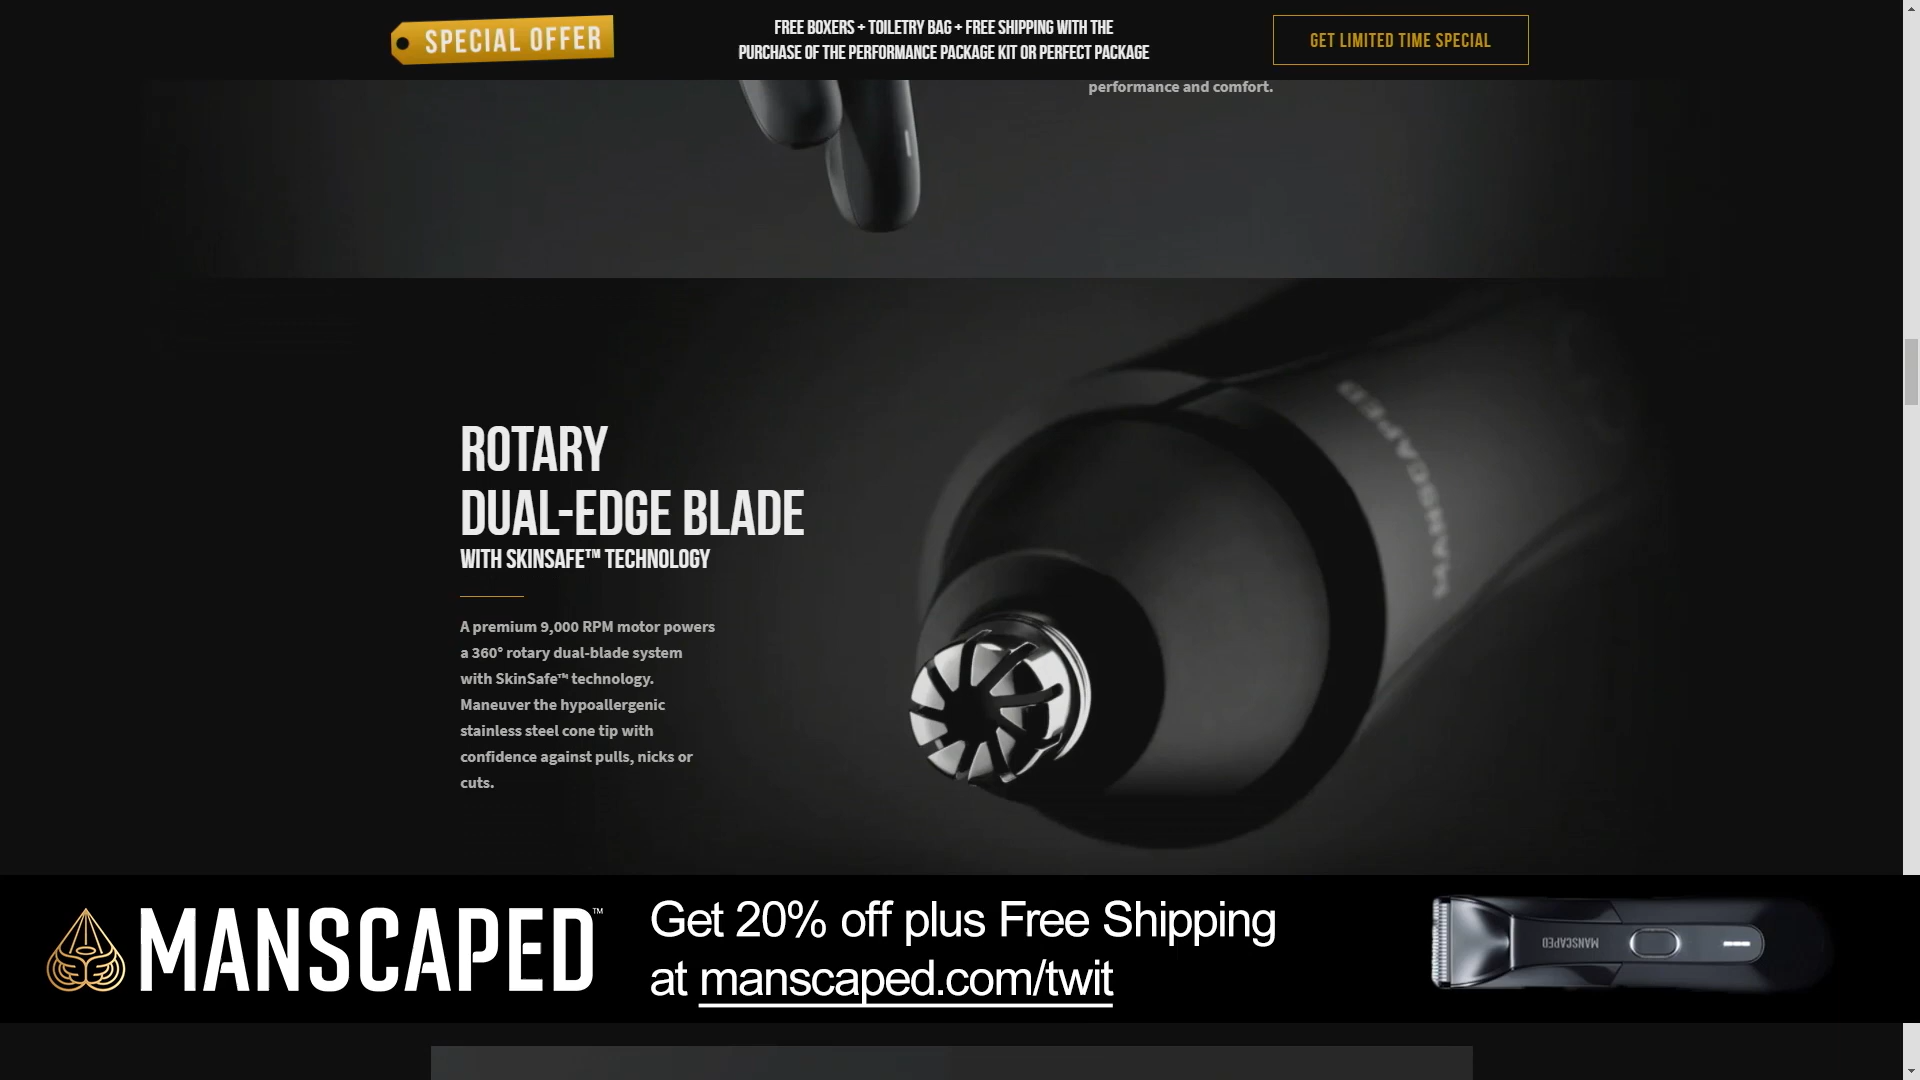 SPECIAL OFFER
FREE BOXERS + TOILETRY BAG + FREE SHIPPING WITH THE
PURCHASE OF THE PERFORMANCE PACKAGE KIT OR PERFECT PACKAGE
GET LIMITED TIME SPECIAL
performance and comfort.
MANSCAPED
ROTARY
DUAL-EDGE BLADE
WITH SKINSAFE™ TECHNOLOGY
A premium 9,000 RPM motor powers
a 360° rotary dual-blade system
with SkinSafe™ technology.
Maneuver the hypoallergenic
stainless steel cone tip with
confidence against pulls, nicks or
cuts.
MANSCAPED™
Get 20% off plus Free Shipping
at manscaped.com/twit
MANSCAPED